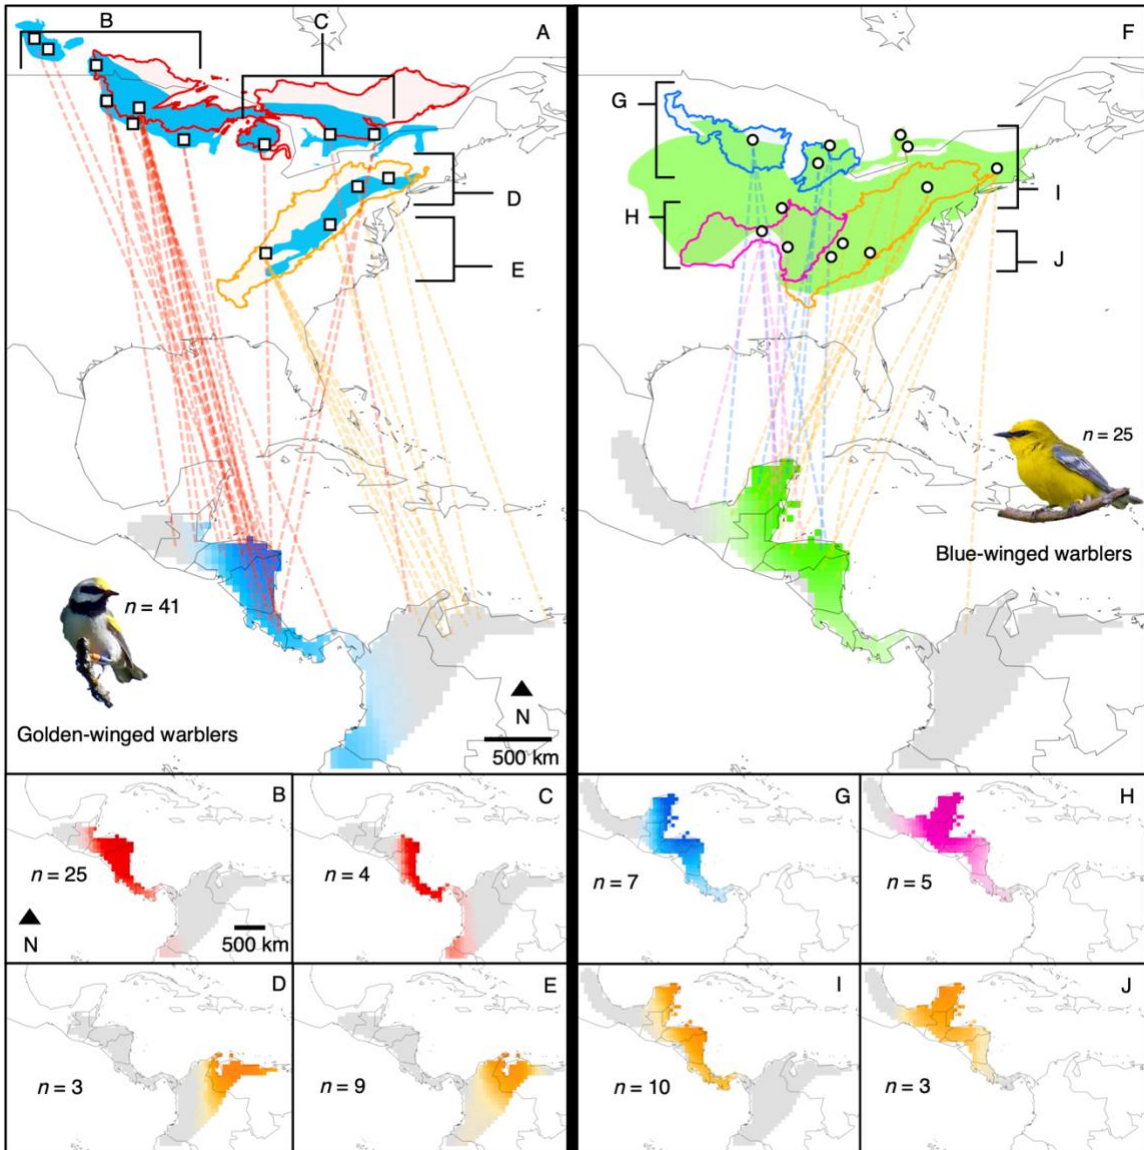 B
C
A
D
E
n = 41
Golden-winged warblers
N
500 km
F
G
H
I
J
n = 25
Blue-winged warblers
B
n = 25
N
500 km
C
n = 4
D
n = 3
E
n = 9
G
n = 7
H
n = 5
I
n = 10
J
n = 3